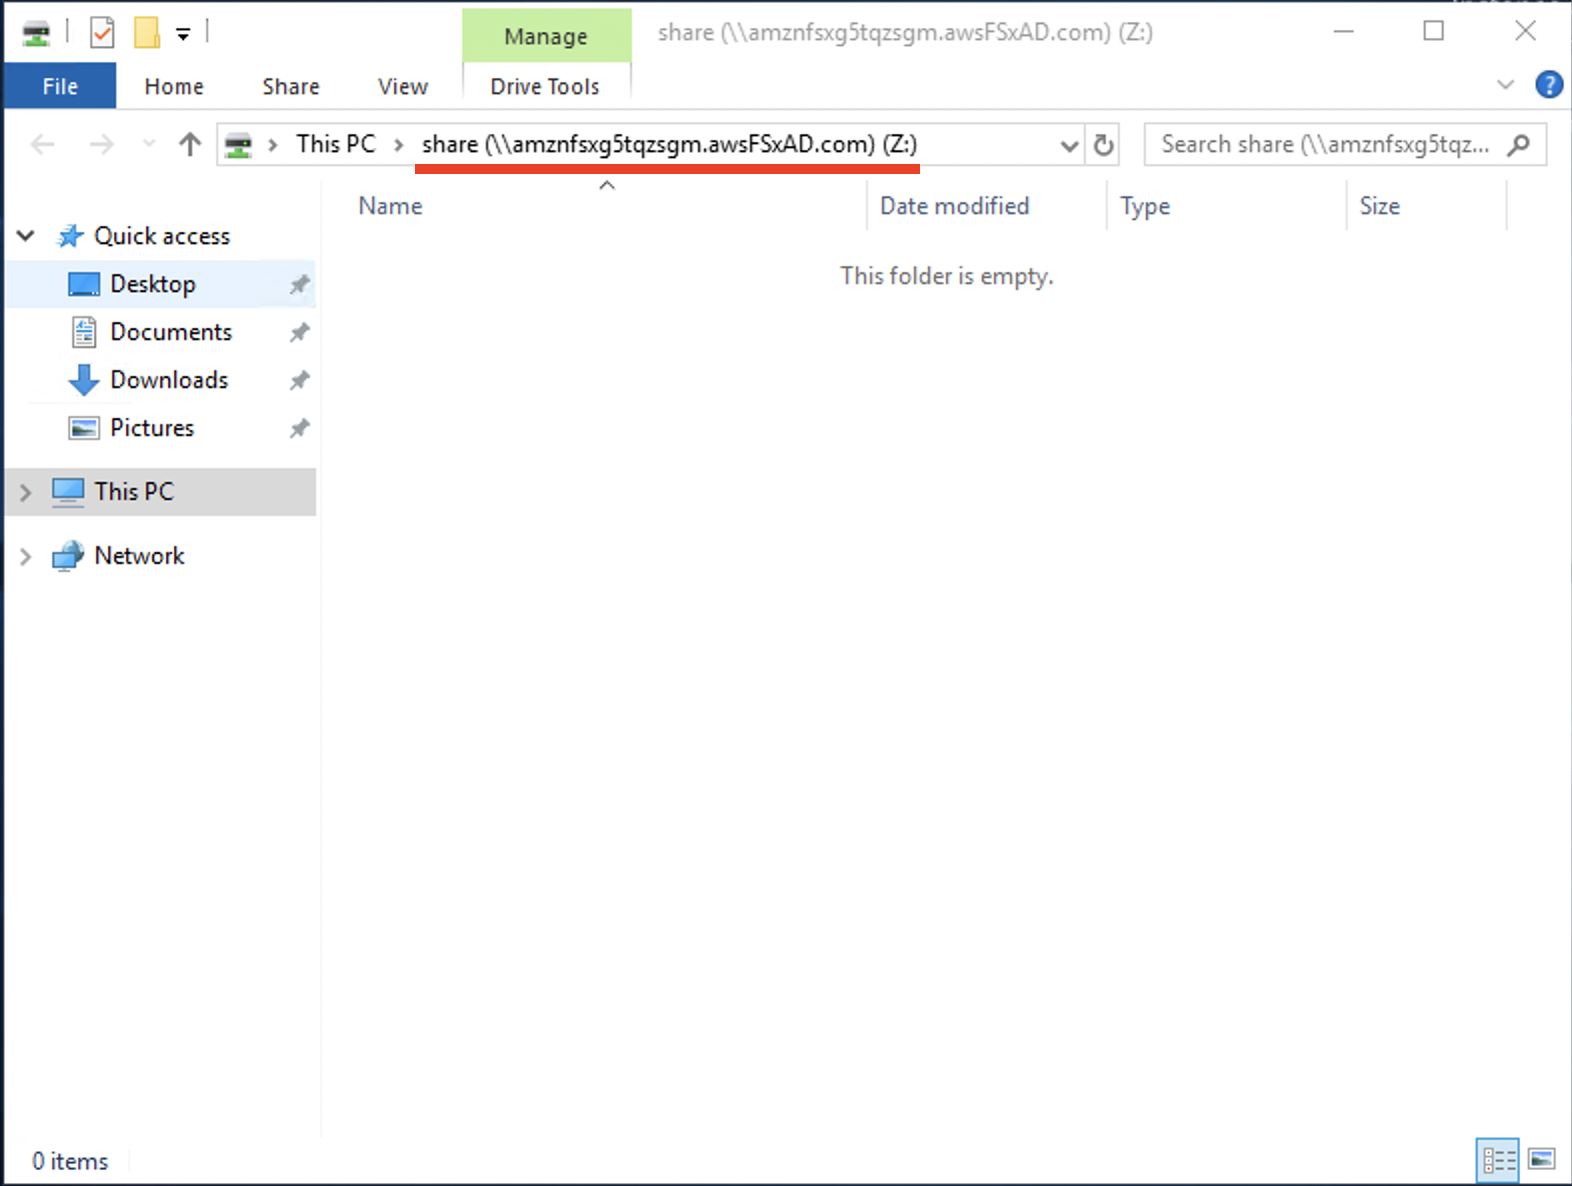 Manage
share (\\amznfsxg5tqzsgm.awsFSxAD.com) (Z:)
File
Home
Share
View
Drive Tools
?
This PC
share (\\amznfsxg5tqzsgm.awsFSxAD.com) (Z:)
Search share (\\amznfsxg5tqz...
Name
Date modified
Type
Size
Quick access
This folder is empty.
Desktop
Documents
Downloads
Pictures
This PC
Network
0 items